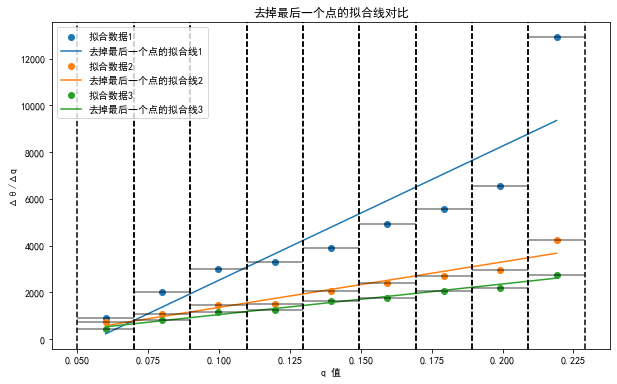 去掉最后一个点的拟合线对比
拟合数据1
去掉最后一个点的拟合线1
拟合数据2
去掉最后一个点的拟合线2
拟合数据3
去掉最后一个点的拟合线3
Δθ/Δq
12000
10000
8000
6000
4000
2000
0
0.050 0.075 0.100 0.125 0.150 0.175 0.200 0.225
q 值